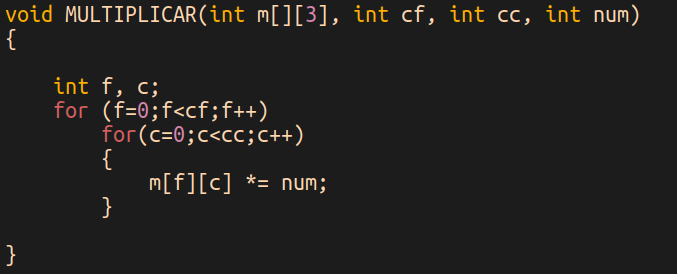 void MULTIPLICAR(int m[][3], int cf, int cc, int num)
{
int f, c;
for (f=0;f<cf;f++)
for(c=0;c<cc;c++)
{
m[f][c] *= num;
}
}